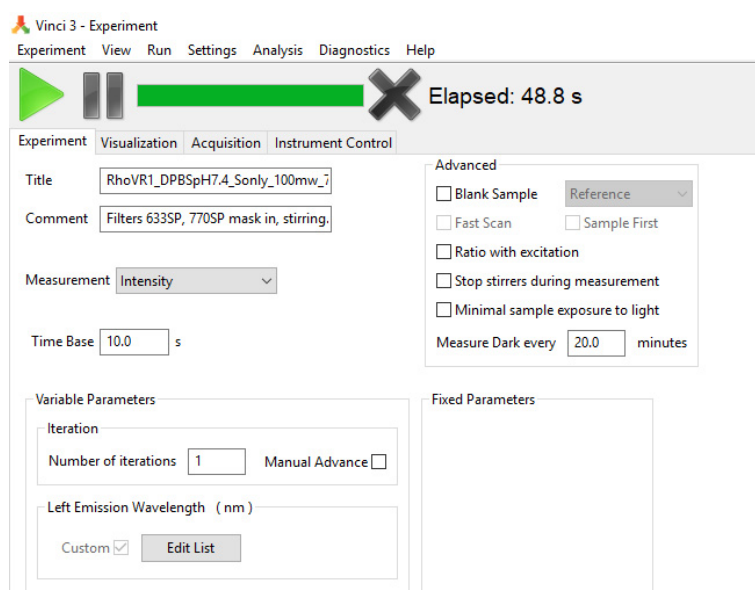 Vinci 3 - Experiment
Experiment View Run Settings Analysis Diagnostics Help
Elapsed: 48.8 s
Experiment Visualization Acquisition Instrument Control
Title RhoVR1_DPBSpH7.4_Sonly_100mw_7
Comment Filters 633SP, 770SP mask in, stirring.
Measurement Intensity
Time Base 10.0 s
Advanced
Blank Sample Reference
Fast Scan Sample First
Ratio with excitation
Stop stirrers during measurement
Minimal sample exposure to light
Measure Dark every 20.0 minutes
Variable Parameters
Iteration
Number of iterations 1 Manual Advance
Left Emission Wavelength ( nm )
Custom Edit List
Fixed Parameters